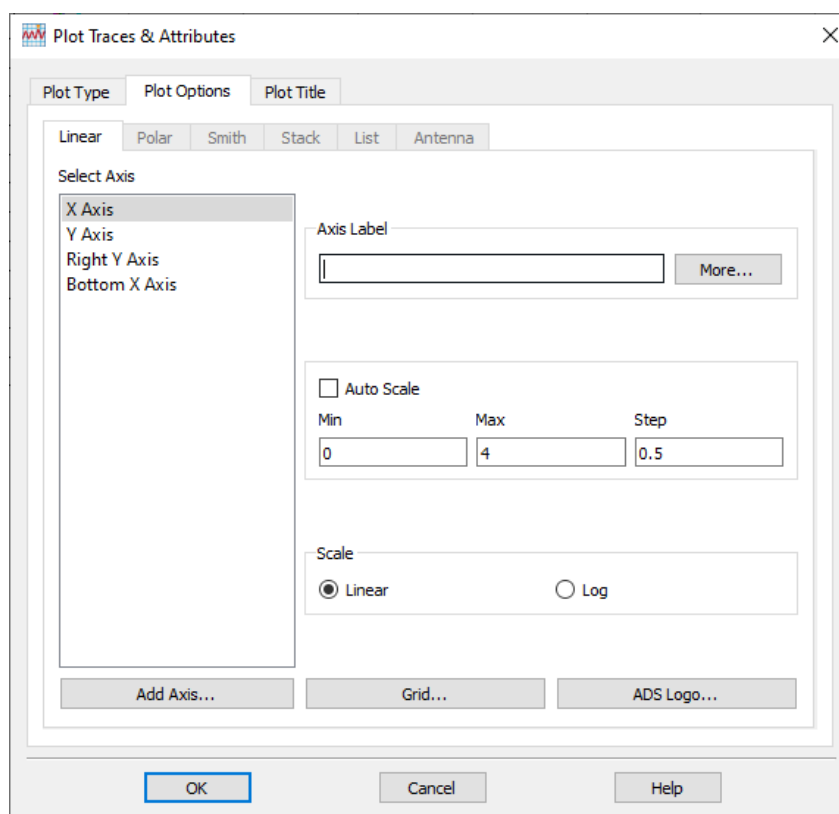 Plot Traces & Attributes
Plot Type Plot Options Plot Title
Linear Polar Smith Stack List Antenna
Select Axis
X Axis
Y Axis
Right Y Axis
Bottom X Axis
Axis Label
More...
Auto Scale
Min Max Step
0 4 0.5
Scale
Linear Log
Add Axis... Grid... ADS Logo...
OK Cancel Help